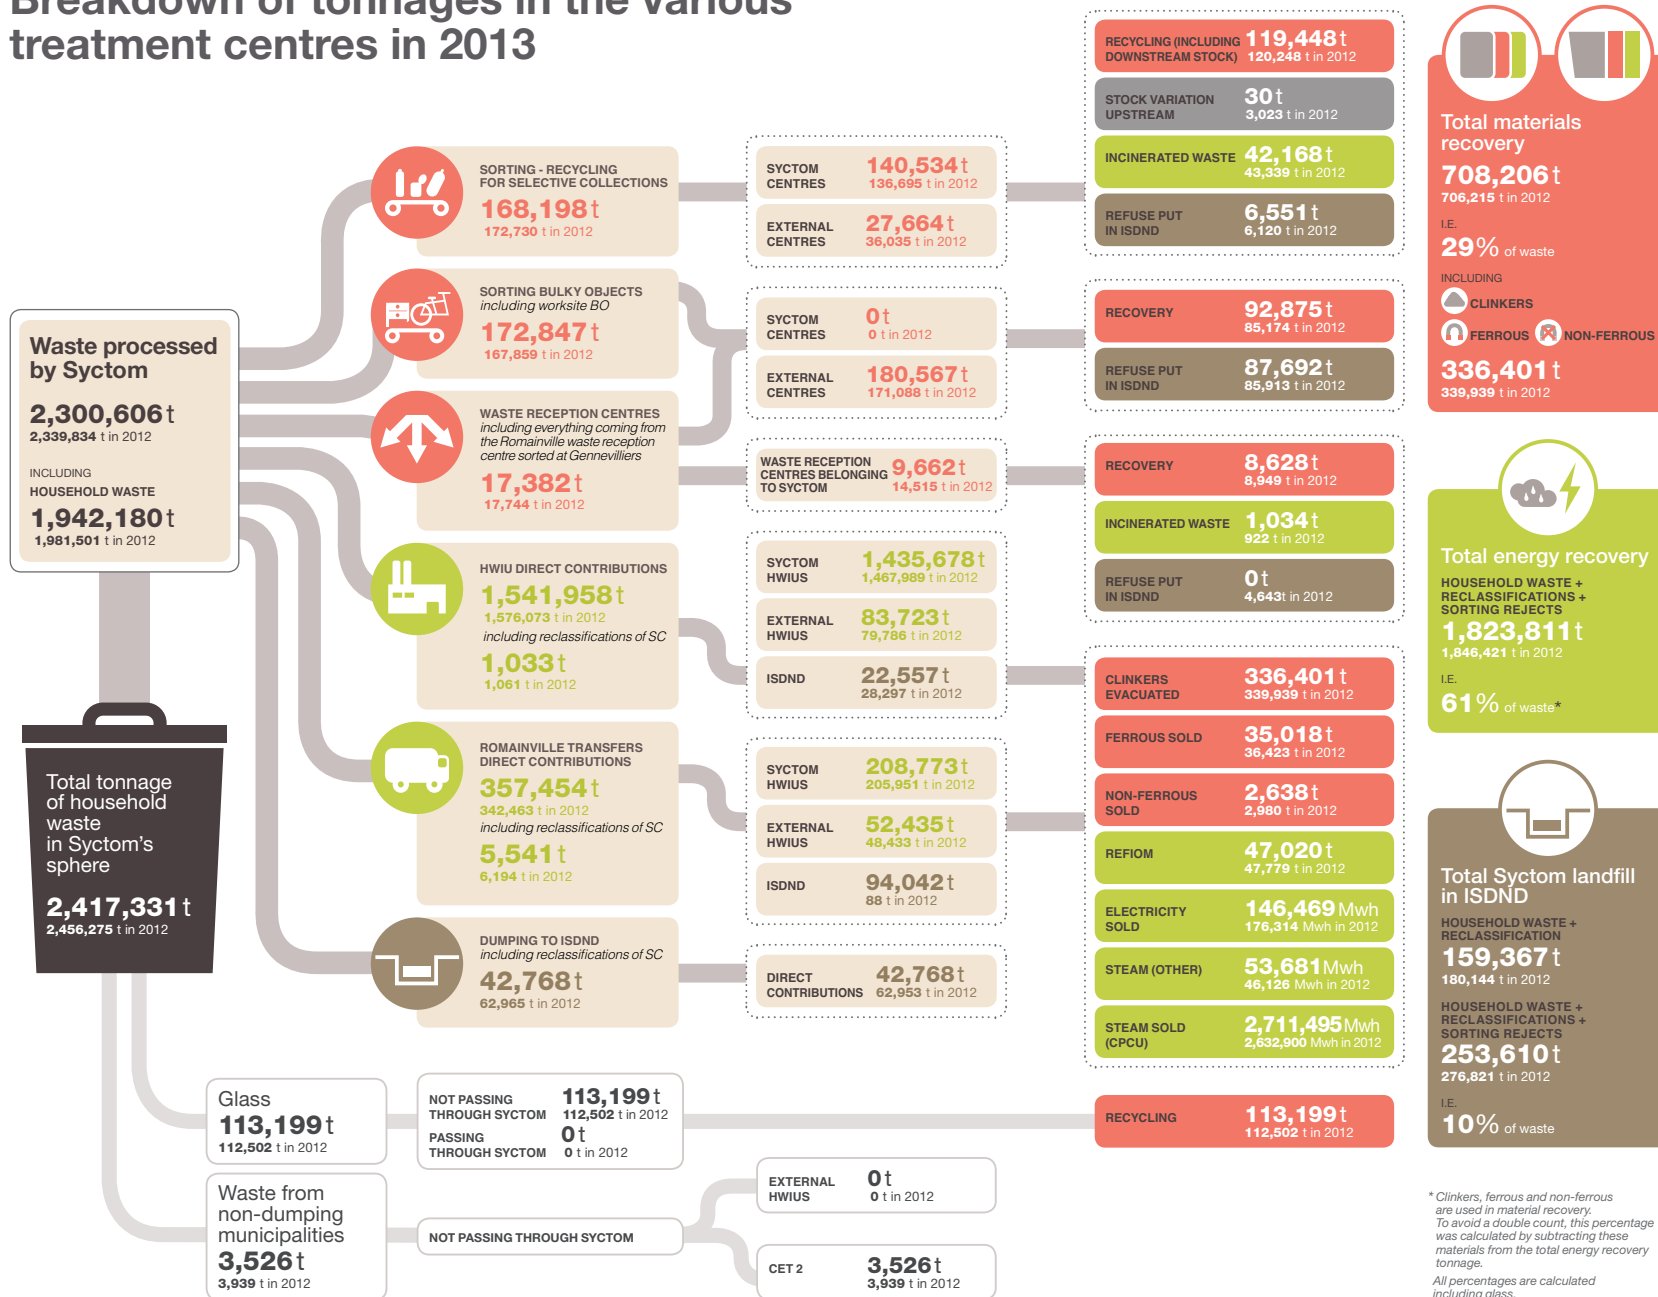 Breakdown of tonnages in the various
treatment centres in 2013
Waste processed
by Syctom
2,300,606 t
2,339,834 t in 2012
INCLUDING
HOUSEHOLD WASTE
1,942,180 t
1,981,501 t in 2012
Total tonnage
of household
waste
in Syctom's
sphere
2,417,331 t
2,456,275 t in 2012
SORTING - RECYCLING
FOR SELECTIVE COLLECTIONS
168,198 t
172,730 t in 2012
SORTING BULKY OBJECTS
including worksite BO
172,847 t
167,859 t in 2012
WASTE RECEPTION CENTRES
including everything coming from
the Romainville waste reception
centre sorted at Gennevilliers
17,382 t
17,744 t in 2012
HWIU DIRECT CONTRIBUTIONS
1,541,958 t
1,576,073 t in 2012
including reclassifications of SC
1,033 t
1,061 t in 2012
ROMAINVILLE TRANSFERS
DIRECT CONTRIBUTIONS
357,454 t
342,463 t in 2012
including reclassifications of SC
5,541 t
6,194 t in 2012
DUMPING TO ISDND
including reclassifications of SC
42,768 t
62,965 t in 2012
SYCTOM
CENTRES
140,534 t
136,695 t in 2012
EXTERNAL
CENTRES
27,664 t
36,035 t in 2012
SYCTOM
CENTRES
0 t
0 t in 2012
EXTERNAL
CENTRES
180,567 t
171,088 t in 2012
WASTE RECEPTION
CENTRES BELONGING
TO SYCTOM
9,662 t
14,515 t in 2012
SYCTOM
HWIUS
1,435,678 t
1,467,989 t in 2012
EXTERNAL
HWIUS
83,723 t
79,786 t in 2012
ISDND
22,557 t
28,297 t in 2012
SYCTOM
HWIUS
208,773 t
205,951 t in 2012
EXTERNAL
HWIUS
52,435 t
48,433 t in 2012
ISDND
94,042 t
88 t in 2012
DIRECT
CONTRIBUTIONS
42,768 t
62,953 t in 2012
RECYCLING (INCLUDING
DOWNSTREAM STOCK)
119,448 t
120,248 t in 2012
STOCK VARIATION
UPSTREAM
30 t
3,023 t in 2012
INCINERATED WASTE
42,168 t
43,339 t in 2012
REFUSE PUT
IN ISDND
6,551 t
6,120 t in 2012
RECOVERY
92,875 t
85,174 t in 2012
REFUSE PUT
IN ISDND
87,692 t
85,913 t in 2012
RECOVERY
8,628 t
8,949 t in 2012
INCINERATED WASTE
1,034 t
922 t in 2012
REFUSE PUT
IN ISDND
0 t
4,643t in 2012
CLINKERS
EVACUATED
336,401 t
339,939 t in 2012
FERROUS SOLD
35,018 t
36,423 t in 2012
NON-FERROUS
SOLD
2,638 t
2,980 t in 2012
REFIOM
47,020 t
47,779 t in 2012
ELECTRICITY
SOLD
146,469 Mwh
176,314 Mwh in 2012
STEAM (OTHER)
53,681 Mwh
46,126 Mwh in 2012
STEAM SOLD
(CPCU)
2,711,495 Mwh
2,632,900 Mwh in 2012
Glass
113,199 t
112,502 t in 2012
NOT PASSING
THROUGH SYCTOM
113,199 t
112,502 t in 2012
PASSING
THROUGH SYCTOM
0 t
0 t in 2012
RECYCLING
113,199 t
112,502 t in 2012
Waste from
non-dumping
municipalities
3,526 t
3,939 t in 2012
NOT PASSING THROUGH SYCTOM
EXTERNAL
HWIUS
0 t
0 t in 2012
CET 2
3,526 t
3,939 t in 2012
Total materials
recovery
708,206 t
706,215 t in 2012
I.E.
29% of waste
INCLUDING
CLINKERS
FERROUS NON-FERROUS
336,401 t
339,939 t in 2012
Total energy recovery
HOUSEHOLD WASTE +
RECLASSIFICATIONS +
SORTING REJECTS
1,823,811 t
1,846,421 t in 2012
I.E.
61% of waste*
Total Syctom landfill
in ISDND
HOUSEHOLD WASTE +
RECLASSIFICATION
159,367 t
180,144 t in 2012
HOUSEHOLD WASTE +
RECLASSIFICATIONS +
SORTING REJECTS
253,610 t
276,821 t in 2012
I.E.
10% of waste
* Clinkers, ferrous and non-ferrous
are used in material recovery.
To avoid a double count, this percentage
was calculated by subtracting these
materials from the total energy recovery
tonnage.
All percentages are calculated
including glass.